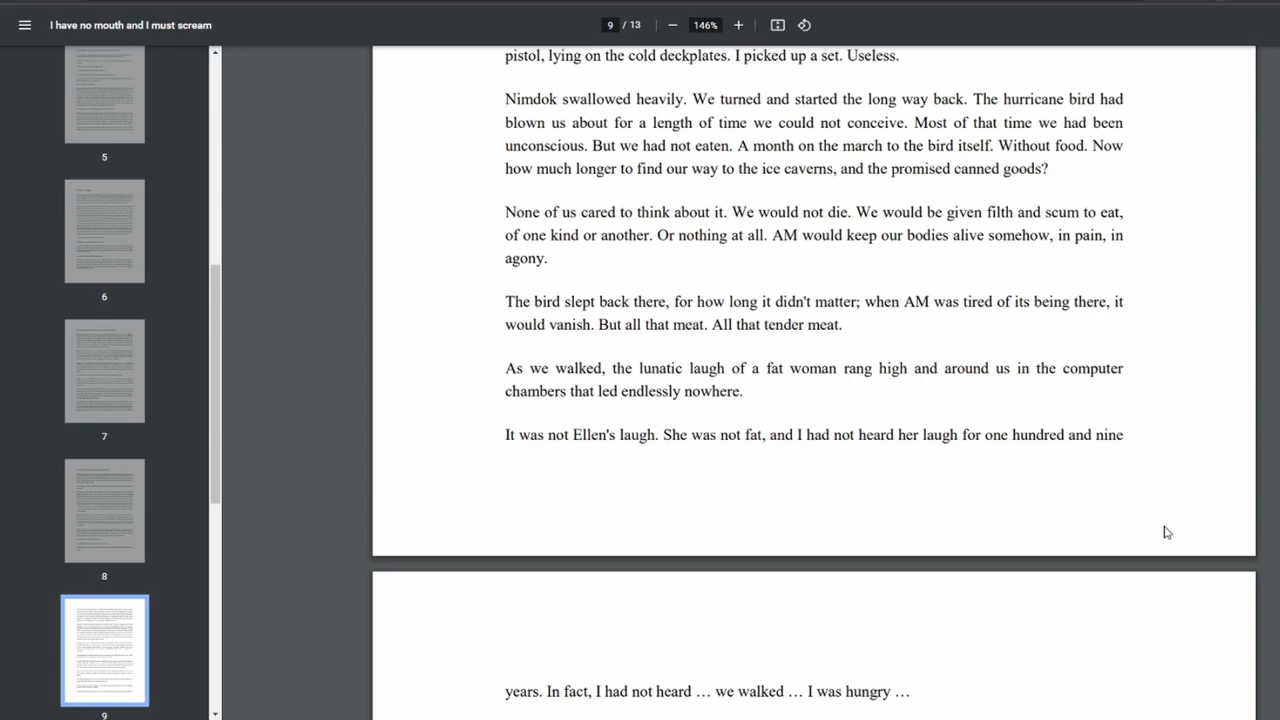 I have no mouth and I must scream
9 / 13
146%
pistol, lying on the cold deckplates. I picked up a set. Useless.
Nimdok swallowed heavily. We turned and started the long way back. The hurricane bird had
blown us about for a length of time we could not conceive. Most of that time we had been
unconscious. But we had not eaten. A month on the march to the bird itself. Without food. Now
how much longer to find our way to the ice caverns, and the promised canned goods?
None of us cared to think about it. We would not die. We would be given filth and scum to eat,
of one kind or another. Or nothing at all. AM would keep our bodies alive somehow, in pain, in
agony.
The bird slept back there, for how long it didn't matter; when AM was tired of its being there, it
would vanish. But all that meat. All that tender meat.
As we walked, the lunatic laugh of a fat woman rang high and around us in the computer
chambers that led endlessly nowhere.
It was not Ellen's laugh. She was not fat, and I had not heard her laugh for one hundred and nine
years. In fact, I had not heard … we walked … I was hungry …
5
6
7
8
9